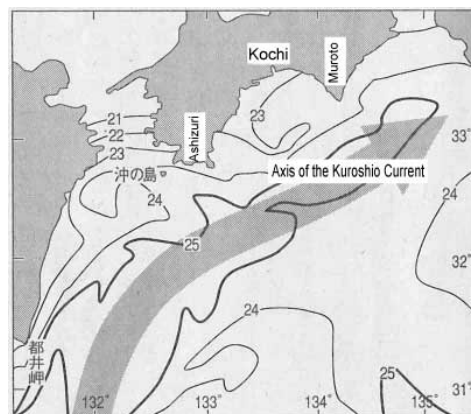 Kochi
Muroto
Ashizuri
21
22
23
23
沖の島
24
25
Axis of the Kuroshio Current
33°
32°
24
24
25
都井岬
132°
133°
134°
135°
31°